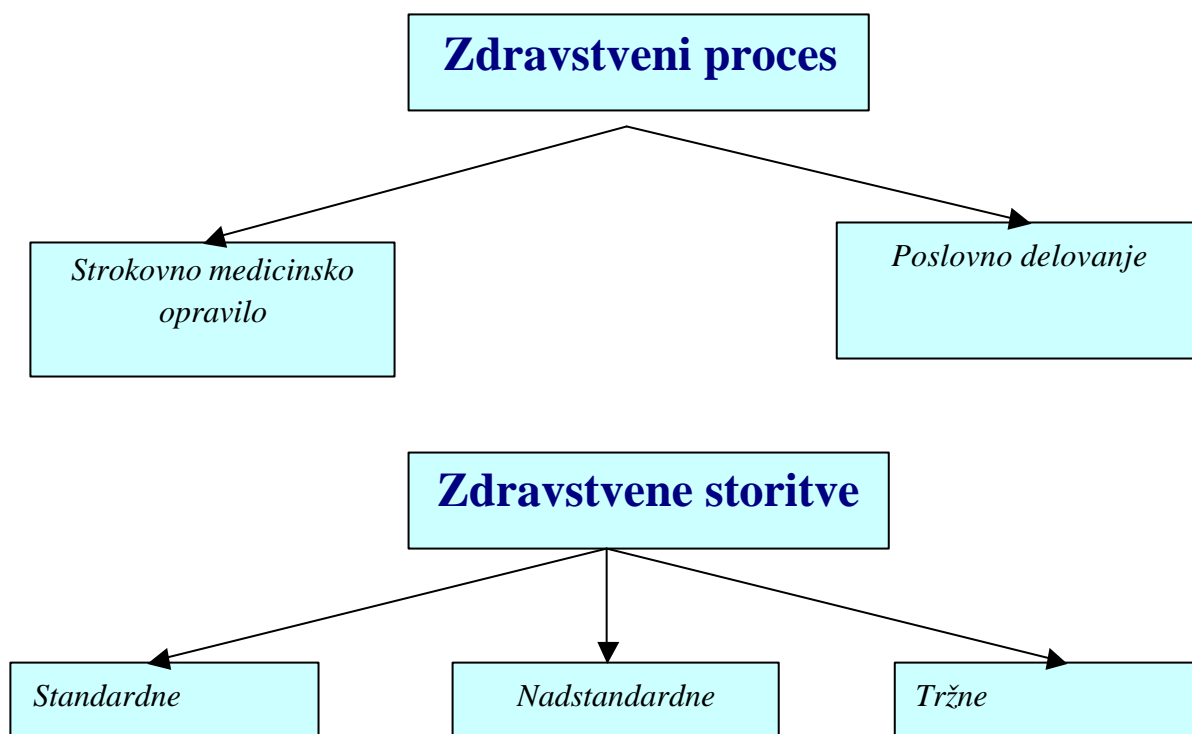 Zdravstveni proces
Strokovno medicinsko
opravilo
Poslovno delovanje
Zdravstvene storitve
Standardne
Nadstandardne
Tržne